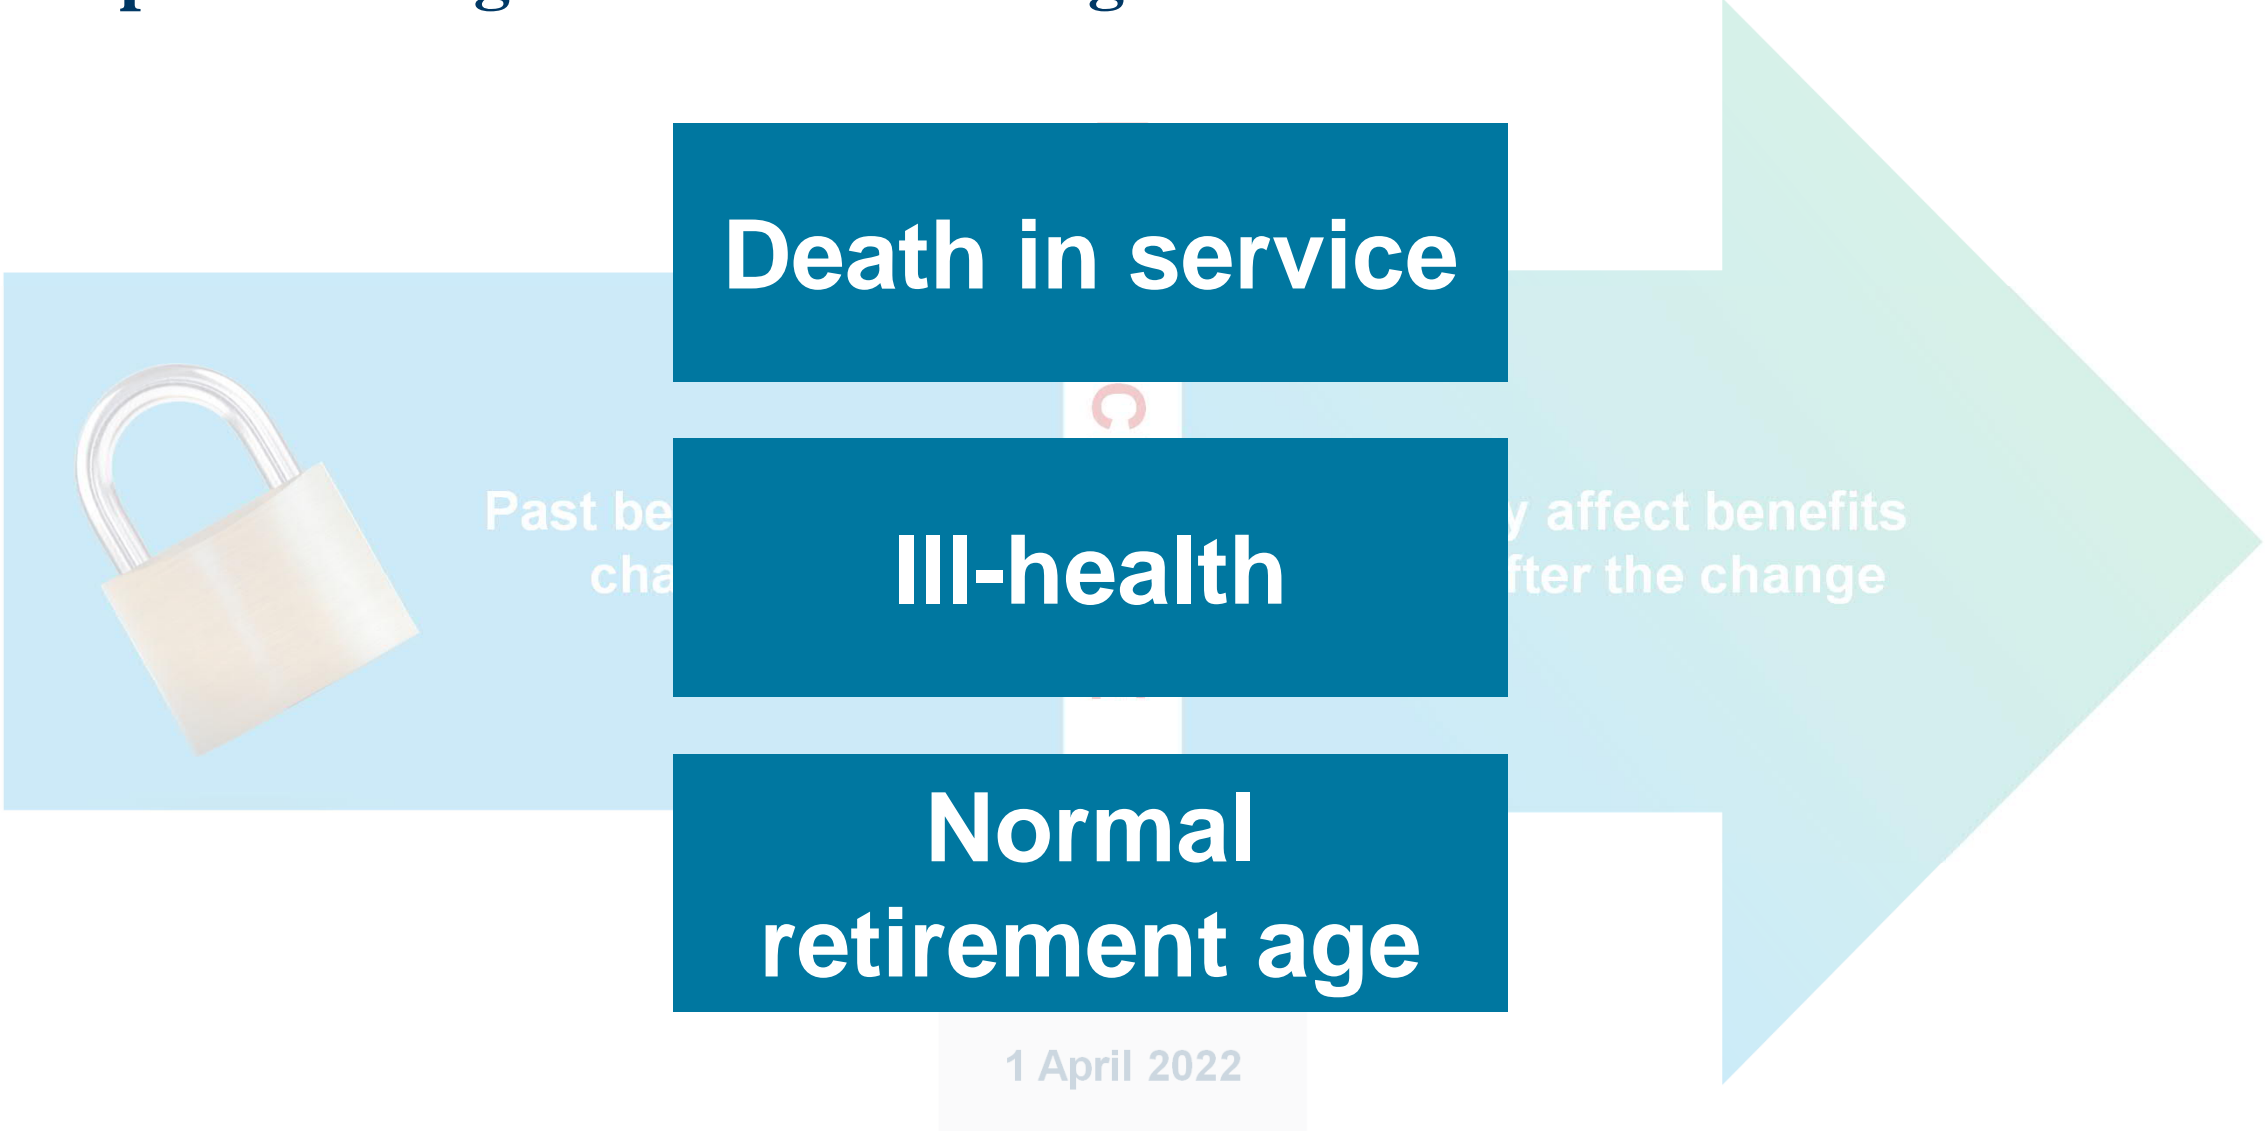 Death in service
Past be
y affect benefits
Ill-health
cha
fter the change
Normal
retirement age
1 April 2022